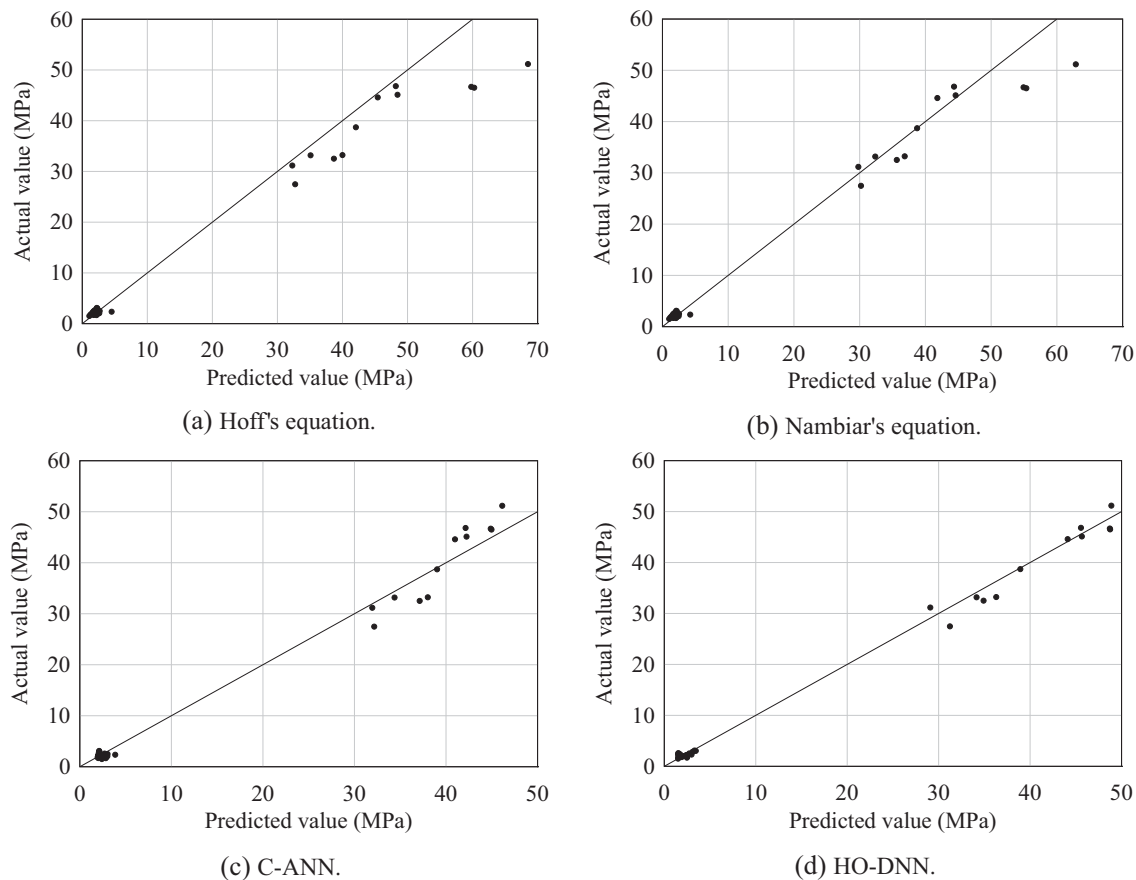 60
50
40
30
20
10
0
Actual value (MPa)
0 10 20 30 40 50 60 70
Predicted value (MPa)
(a) Hoff's equation.
60
50
40
30
20
10
0
Actual value (MPa)
0 10 20 30 40 50 60 70
Predicted value (MPa)
(b) Nambiar's equation.
60
50
40
30
20
10
0
Actual value (MPa)
0 10 20 30 40 50
Predicted value (MPa)
(c) C-ANN.
60
50
40
30
20
10
0
Actual value (MPa)
0 10 20 30 40 50
Predicted value (MPa)
(d) HO-DNN.